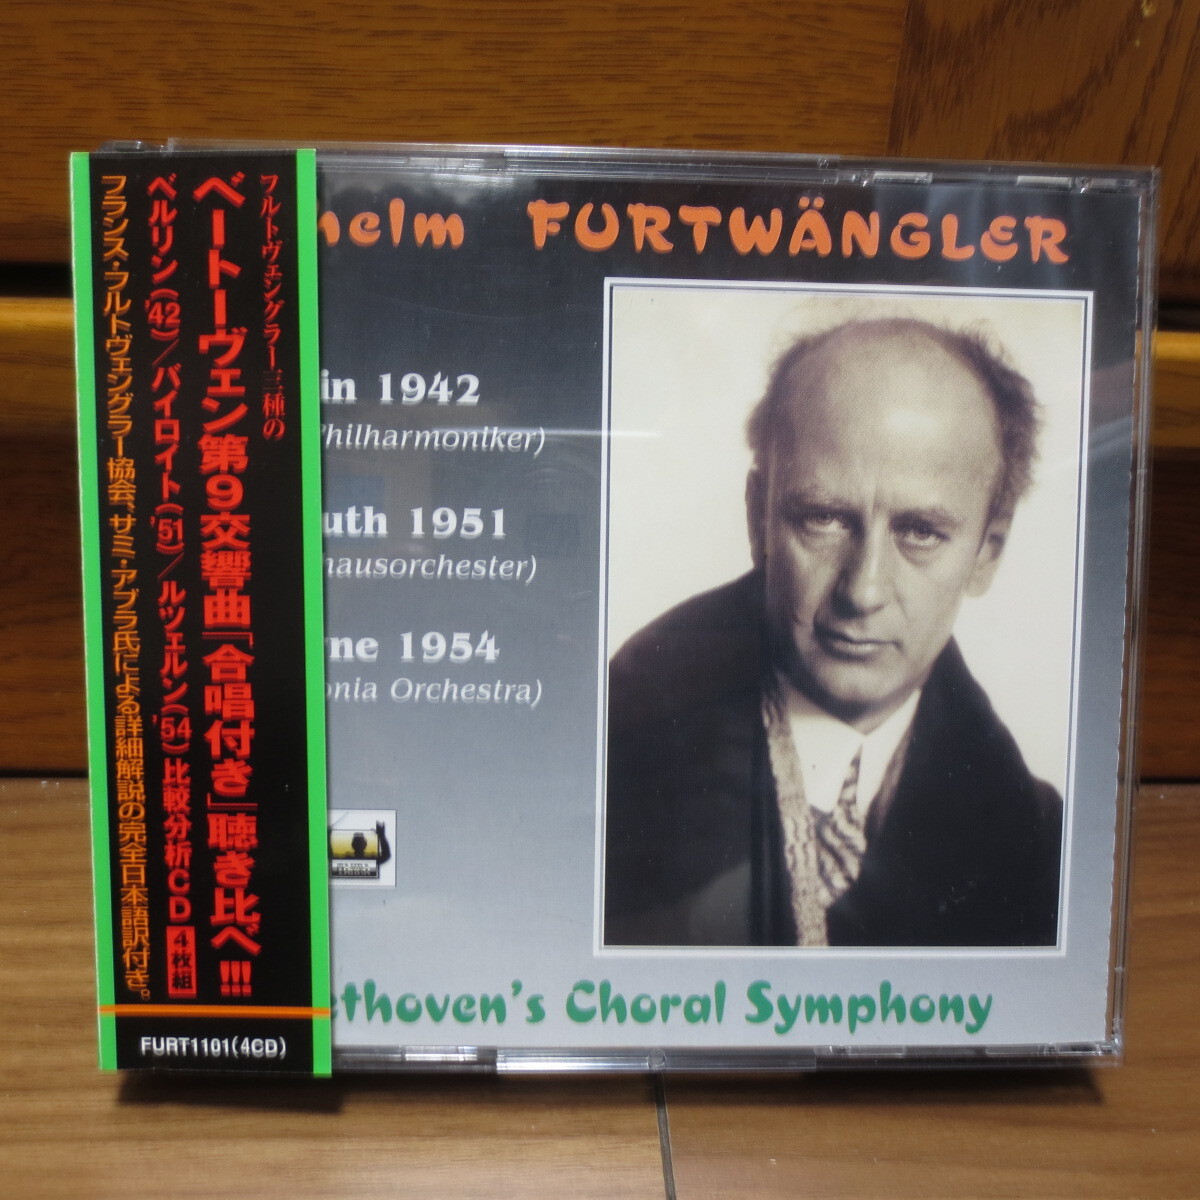 フルトヴェングラー三種の
ベートーヴェン第9交響曲「合唱付き」聴き比べ!!!
ベルリン('42)/バイロイト('51)/ルツェルン('54)比較分析CD 4枚組
フランス・フルトヴェングラー協会、サミ・アブラ氏による詳細解説の完全日本語訳付き。
FURT1101(4CD)
helm FURTWÄNGLER
in 1942
Philharmoniker)
uth 1951
hausorchester)
rne 1954
onia Orchestra)
ethoven's Choral Symphony